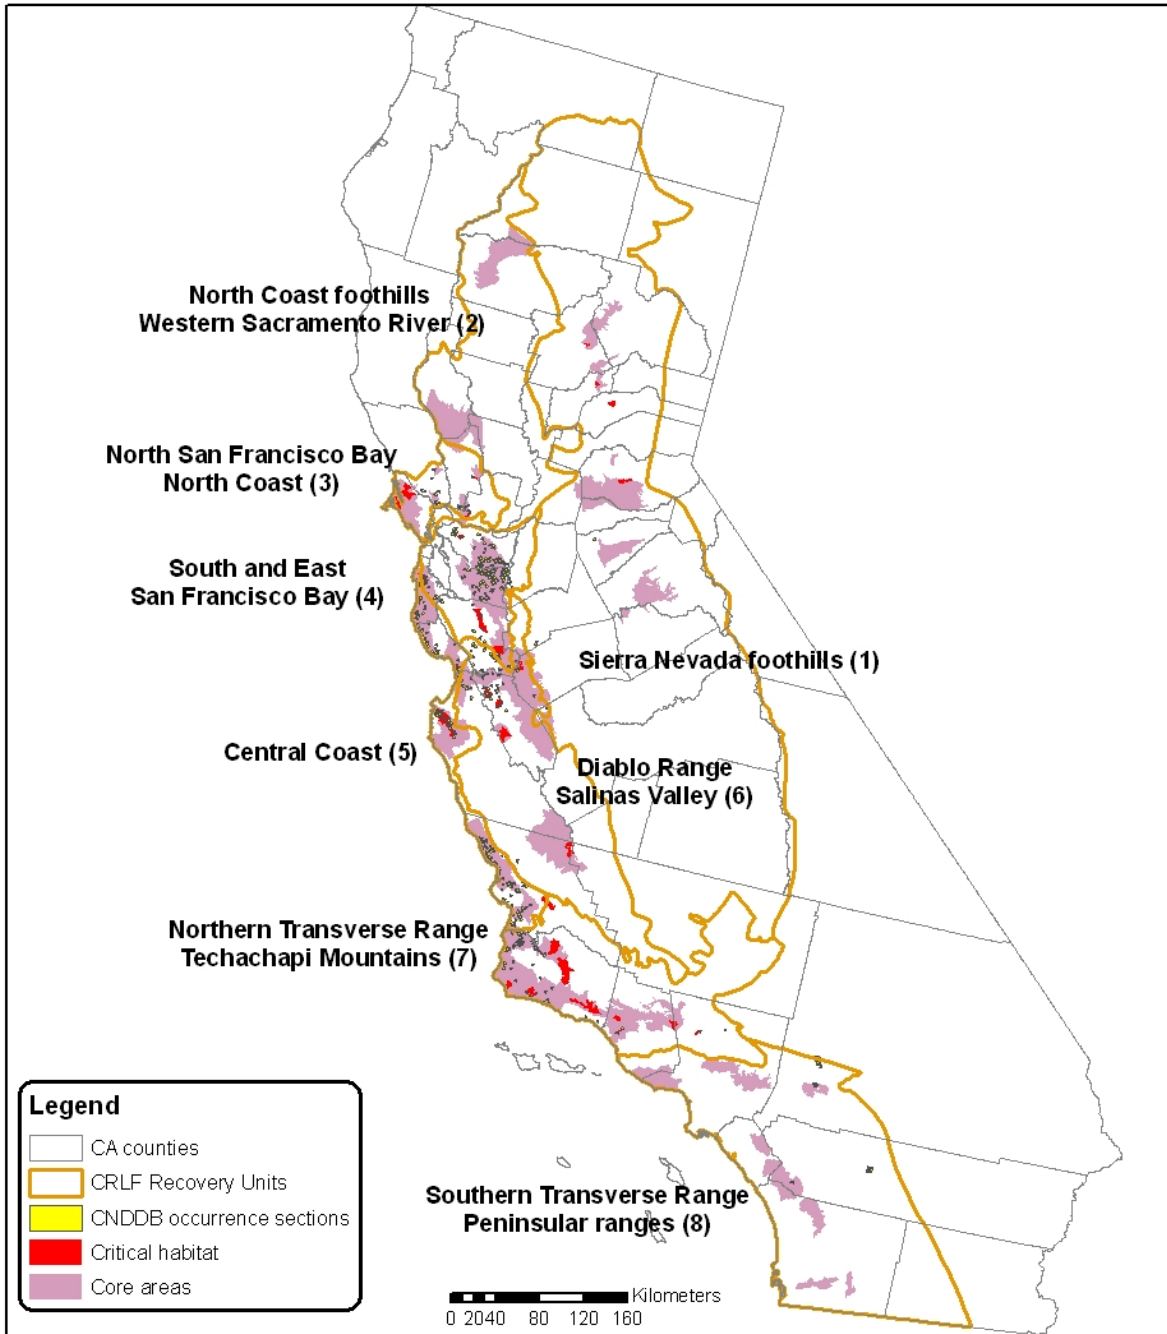 North Coast foothills
Western Sacramento River (2)
North San Francisco Bay
North Coast (3)
South and East
San Francisco Bay (4)
Sierra Nevada foothills (1)
Central Coast (5)
Diablo Range
Salinas Valley (6)
Northern Transverse Range
Techachapi Mountains (7)
Southern Transverse Range
Peninsular ranges (8)
Legend
CA counties
CRLF Recovery Units
CNDDB occurrence sections
Critical habitat
Core areas
Kilometers
0 2040 80 120 160